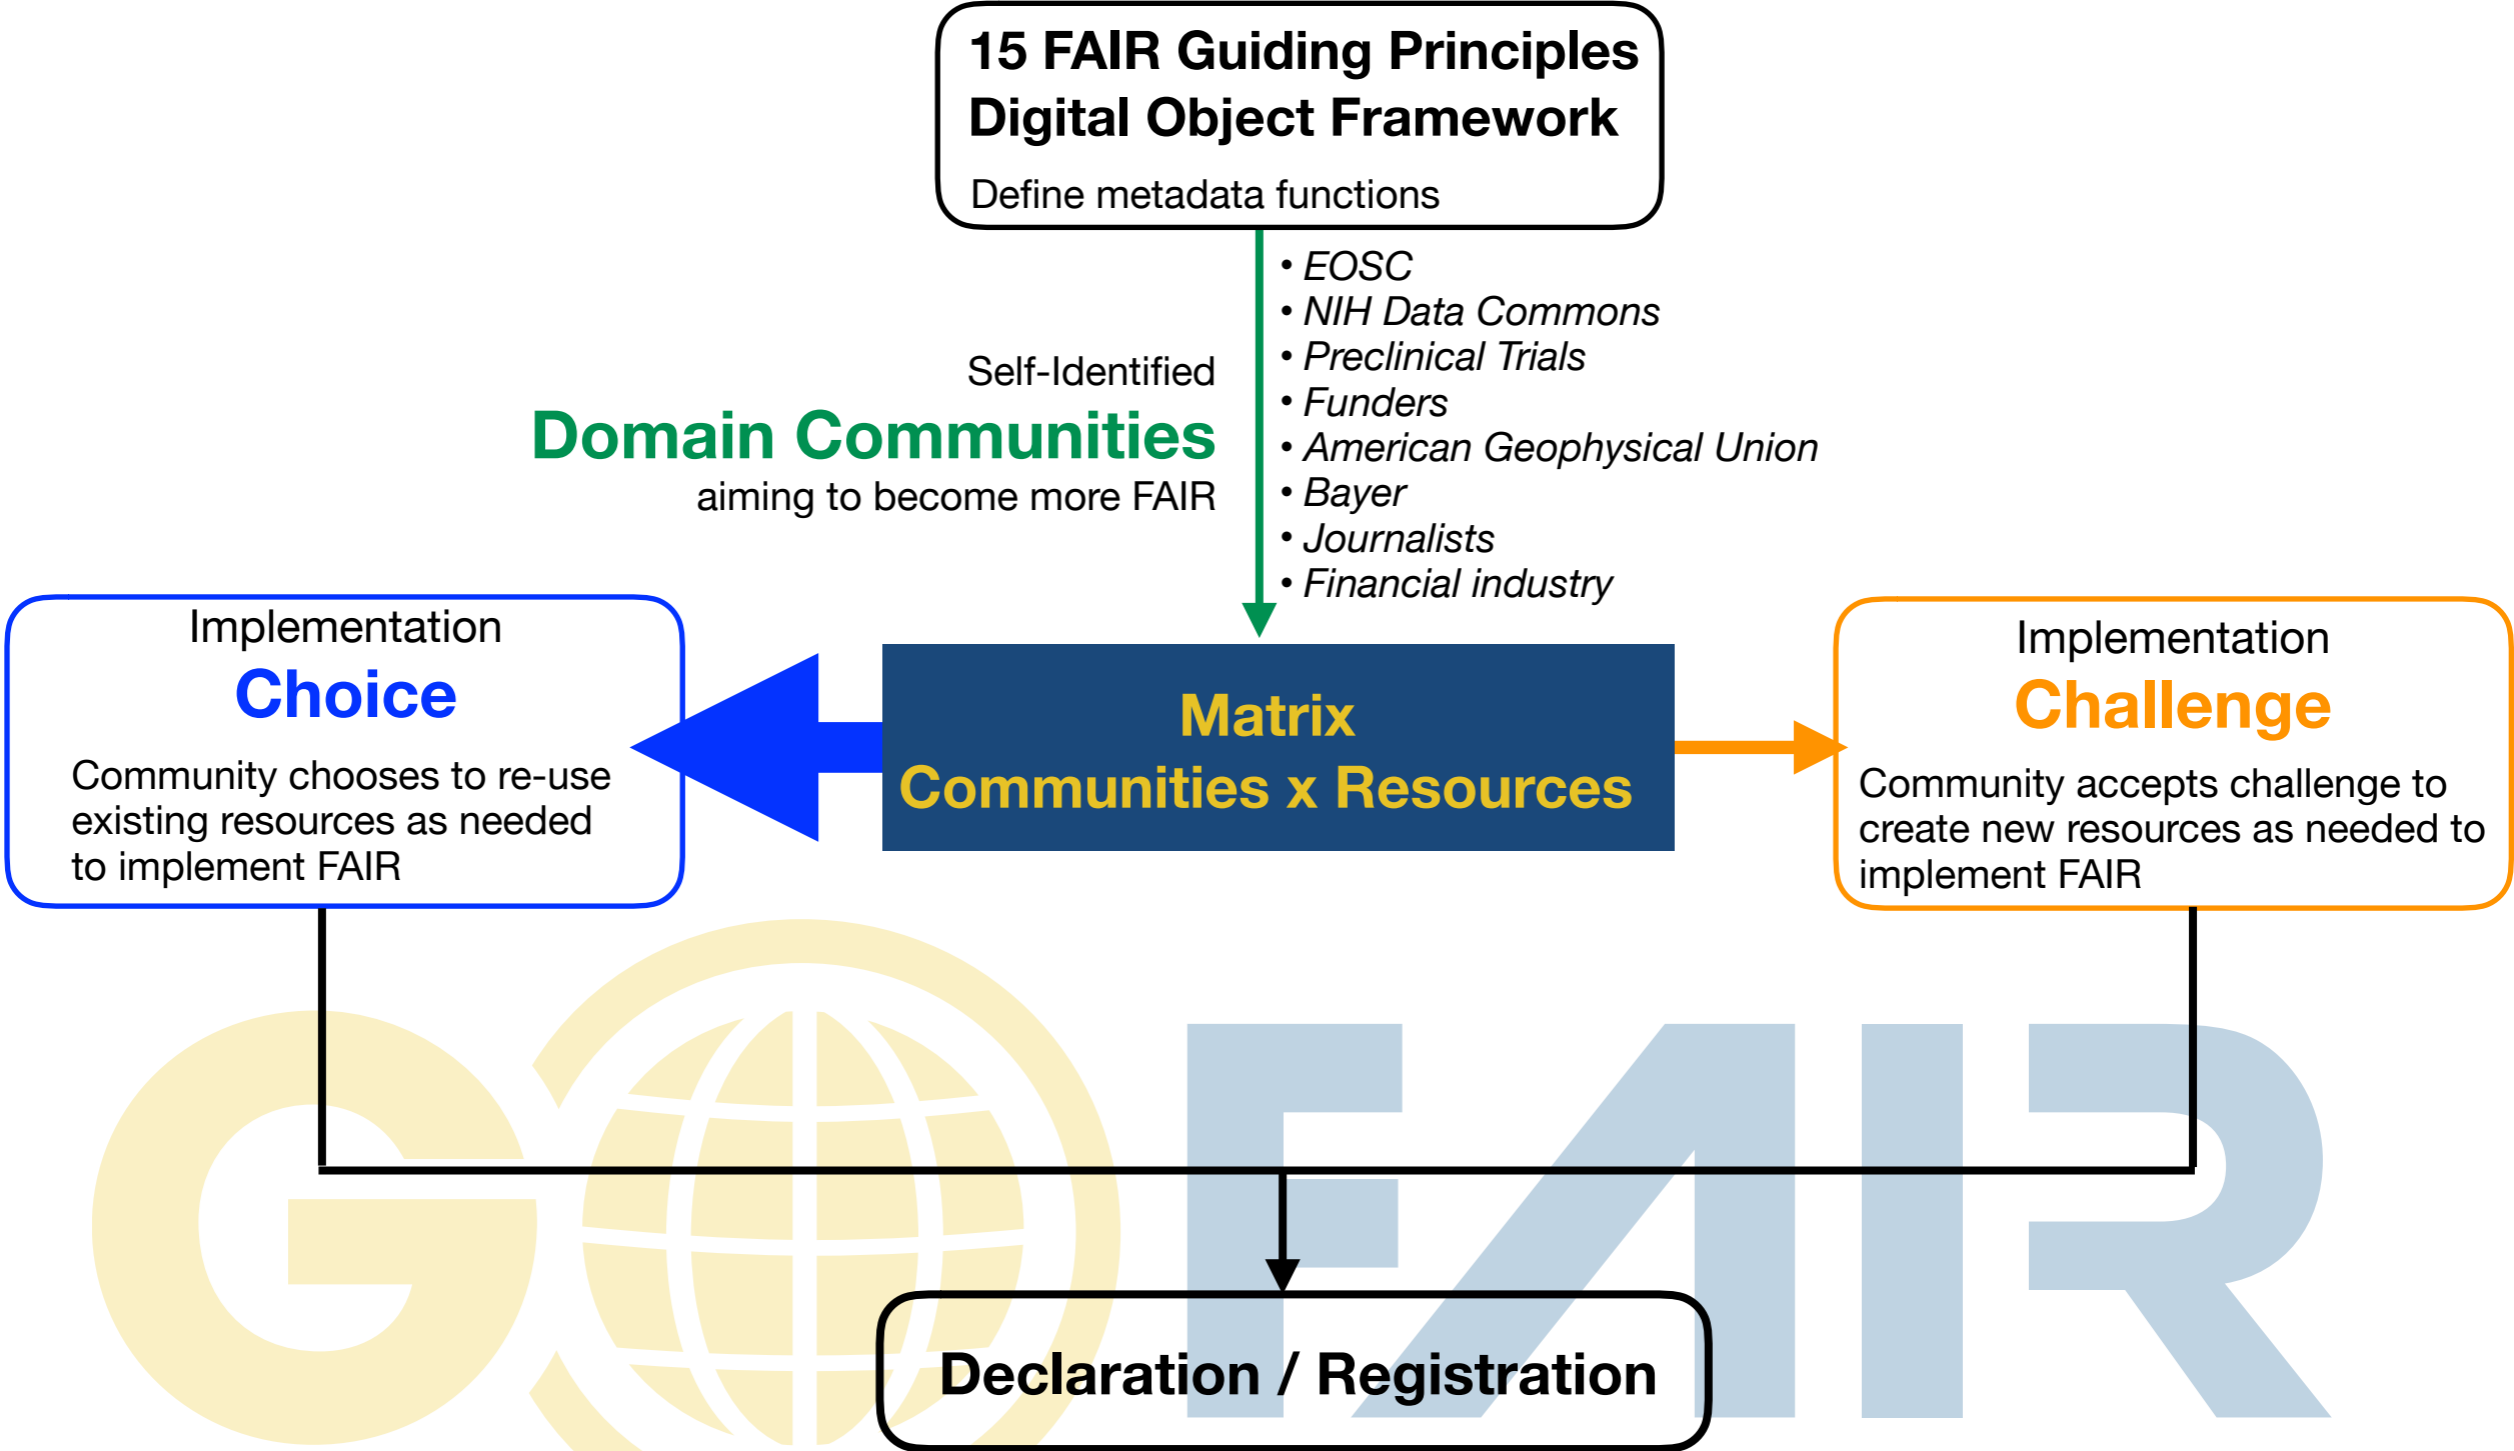 15 FAIR Guiding Principles
Digital Object Framework
Define metadata functions
• EOSC
• NIH Data Commons
• Preclinical Trials
• Funders
• American Geophysical Union
• Bayer
• Journalists
• Financial industry
Self-Identified
Domain Communities
aiming to become more FAIR
Implementation
Choice
Community chooses to re-use
existing resources as needed
to implement FAIR
Matrix
Communities x Resources
Implementation
Challenge
Community accepts challenge to
create new resources as needed to
implement FAIR
GO FAIR
Declaration / Registration